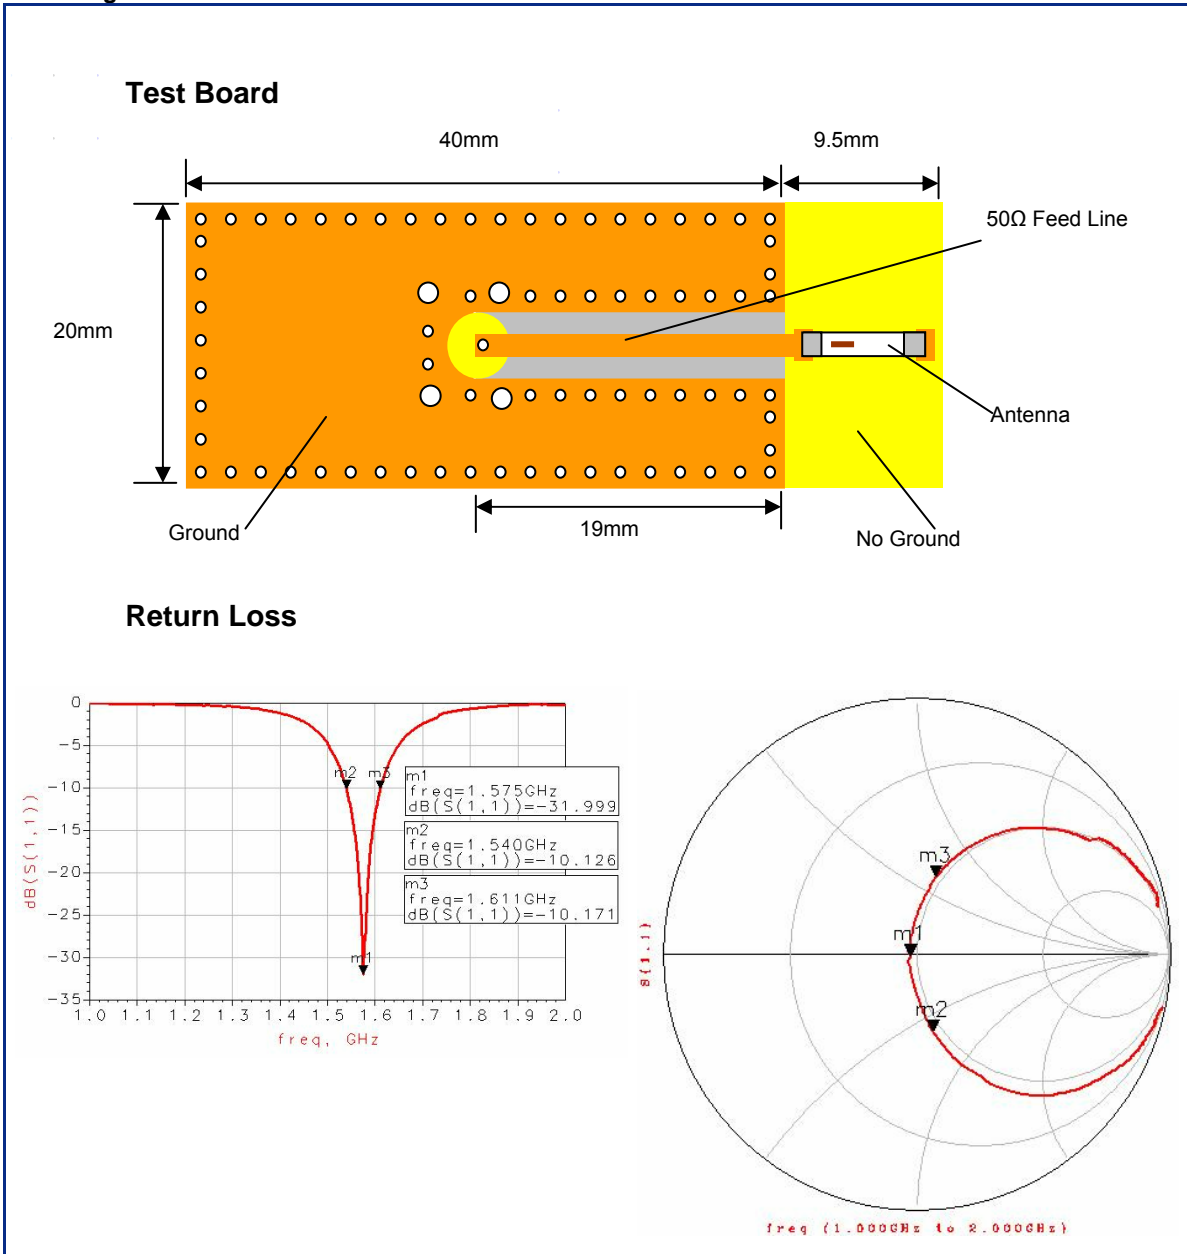 Test Board
40mm
9.5mm
50Ω Feed Line
20mm
Antenna
Ground
19mm
No Ground
Return Loss
0
-5
-10
-15
-20
-25
-30
-35
dB(S(1,1))
m2
m3
m1
m1
freq=1.575GHz
dB(S(1,1))=-31.999
m2
freq=1.540GHz
dB(S(1,1))=-10.126
m3
freq=1.611GHz
dB(S(1,1))=-10.171
1.0 1.1 1.2 1.3 1.4 1.5 1.6 1.7 1.8 1.9 2.0
freq, GHz
S(1,1)
m3
m1
m2
freq (1.000GHz to 2.000GHz)